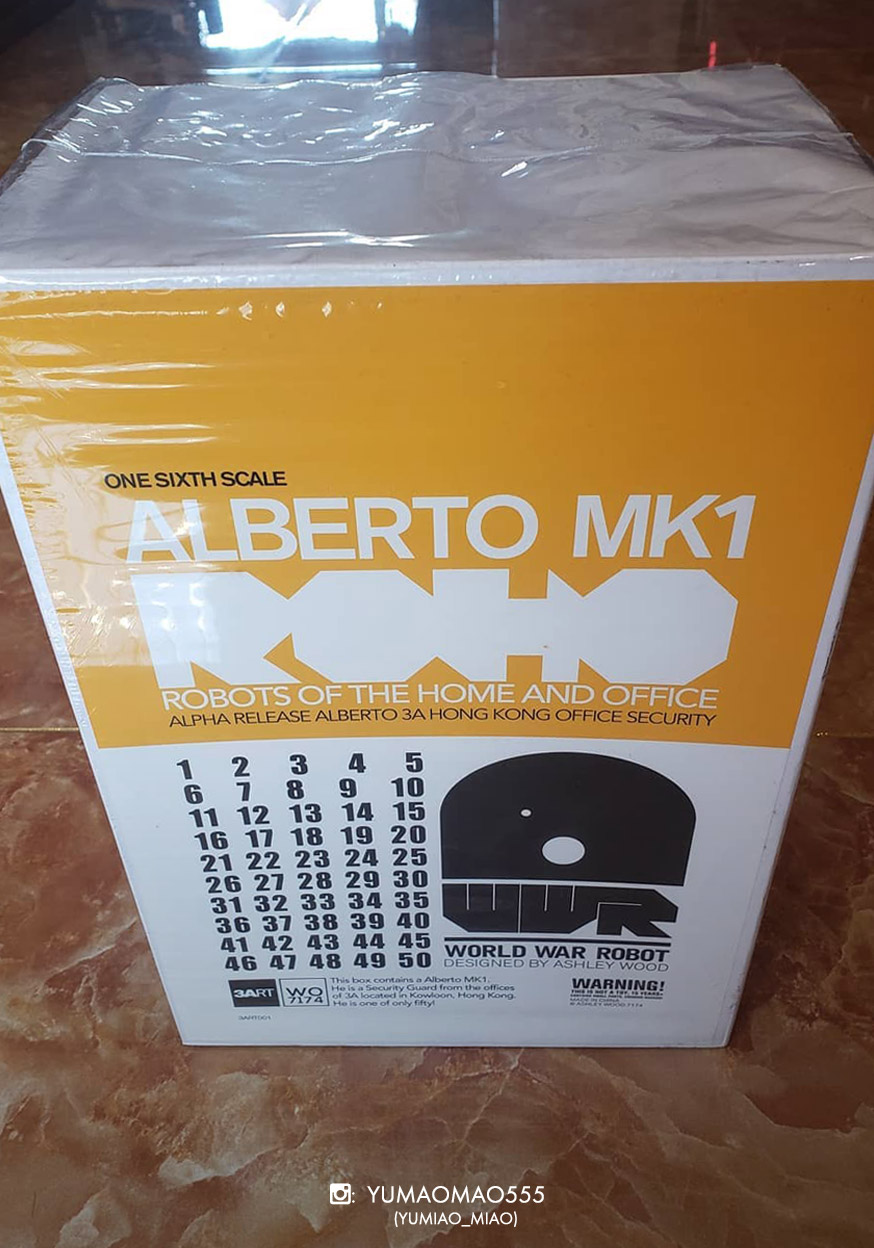 ONE SIXTH SCALE
ALBERTO MK1
ROHO
ROBOTS OF THE HOME AND OFFICE
ALPHA RELEASE ALBERTO 3A HONG KONG OFFICE SECURITY
1 2 3 4 5
6 7 8 9 10
11 12 13 14 15
16 17 18 19 20
21 22 23 24 25
26 27 28 29 30
31 32 33 34 35
36 37 38 39 40
41 42 43 44 45
46 47 48 49 50
WWR
WORLD WAR ROBOT
DESIGNED BY ASHLEY WOOD
3ART
WO
7174
This box contains a Alberto MK1.
He is a Security Guard from the offices
of 3A located in Kowloon, Hong Kong.
He is one of only fifty!
3ART001
WARNING!
THIS IS NOT A TOY. 15 YEARS+
MADE IN CHINA
© ASHLEY WOOD 7174
: YUMAOMAO555
(YUMIAO_MIAO)